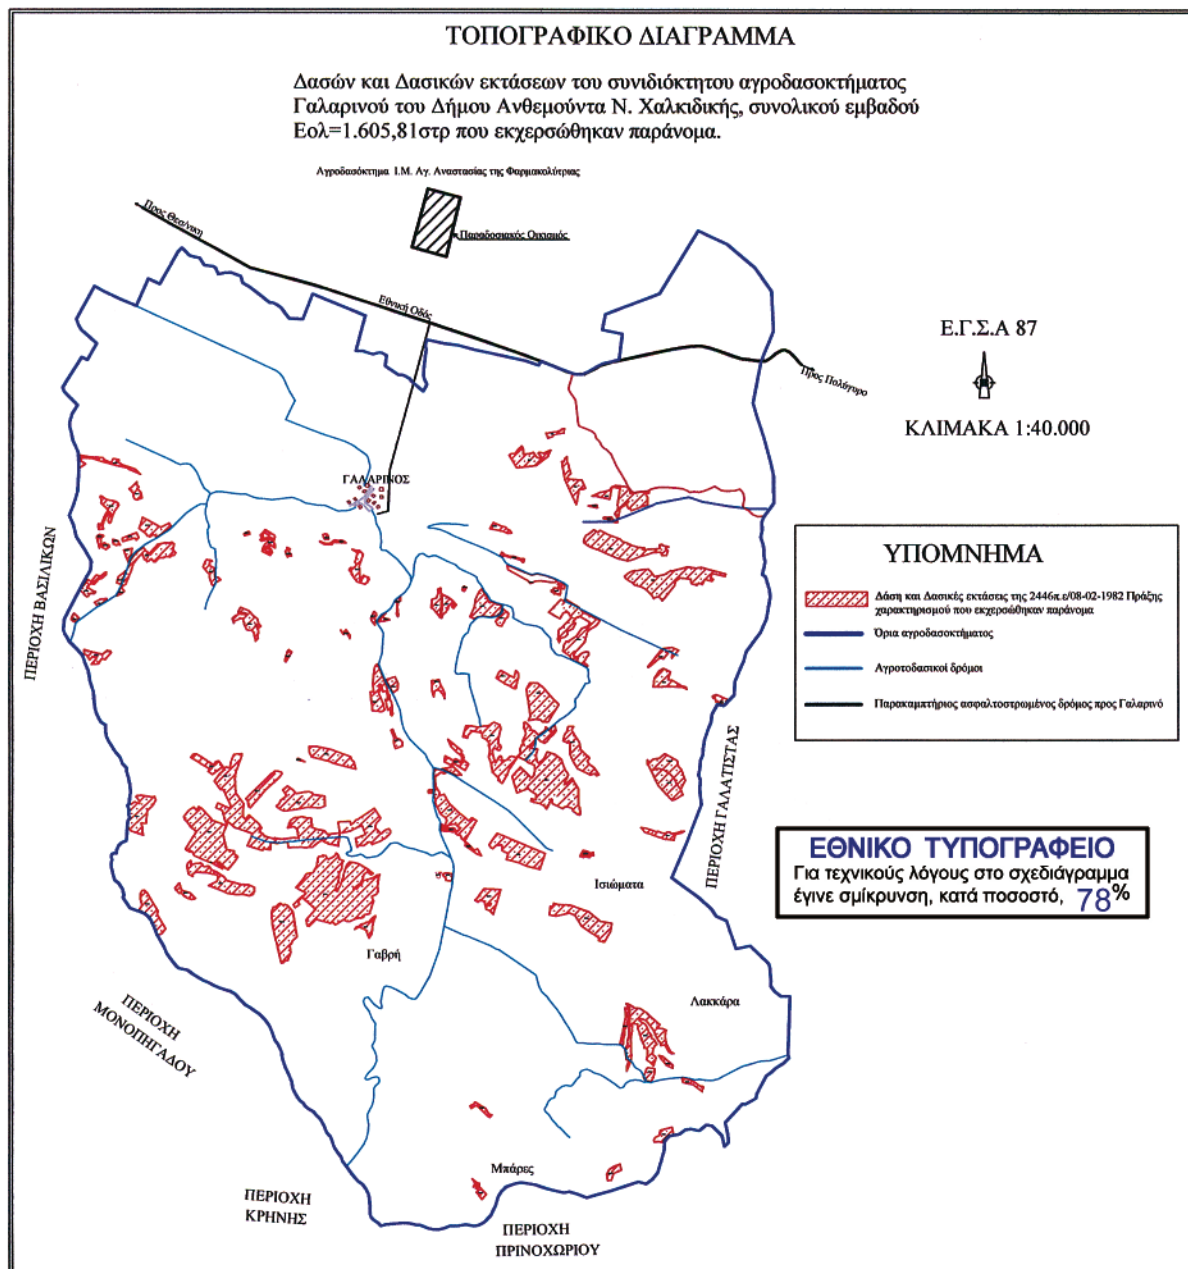 ΤΟΠΟΓΡΑΦΙΚΟ ΔΙΑΓΡΑΜΜΑ
Δασών και Δασικών εκτάσεων του συνιδιόκτητου αγροδασοκτήματος
Γαλαρινού του Δήμου Ανθεμούντα Ν. Χαλκιδικής, συνολικού εμβαδού
Εολ=1.605,81στρ που εκχερσώθηκαν παράνομα.
Αγροδασόκτημα Ι.Μ. Αγ. Αναστασίας της Φαρμακολύτριας
Προς Θεσ/νικη
Παραδοσιακός Οικισμός
Εθνική Οδός
Ε.Γ.Σ.Α 87
Προς Πολύγυρο
ΚΛΙΜΑΚΑ 1:40.000
ΓΑΛΑΡΙΝΟΣ
ΠΕΡΙΟΧΗ ΒΑΣΙΛΙΚΩΝ
ΥΠΟΜΝΗΜΑ
Δάση και Δασικές εκτάσεις της 2446π.ε/08-02-1982 Πράξης
χαρακτηρισμού που εκχερσώθηκαν παράνομα
Όρια αγροδασοκτήματος
Αγροτοδασικοί δρόμοι
Παρακαμπτήριος ασφαλτοστρωμένος δρόμος προς Γαλαρινό
ΠΕΡΙΟΧΗ ΓΑΛΑΤΙΣΤΑΣ
ΕΘΝΙΚΟ ΤΥΠΟΓΡΑΦΕΙΟ
Για τεχνικούς λόγους στο σχεδιάγραμμα
έγινε σμίκρυνση, κατά ποσοστό, 78%
Ισιώματα
Γαβρή
Λακκάρα
ΠΕΡΙΟΧΗ
ΜΟΝΟΠΗΓΑΔΟΥ
Μπάρες
ΠΕΡΙΟΧΗ
ΚΡΗΝΗΣ
ΠΕΡΙΟΧΗ
ΠΡΙΝΟΧΩΡΙΟΥ